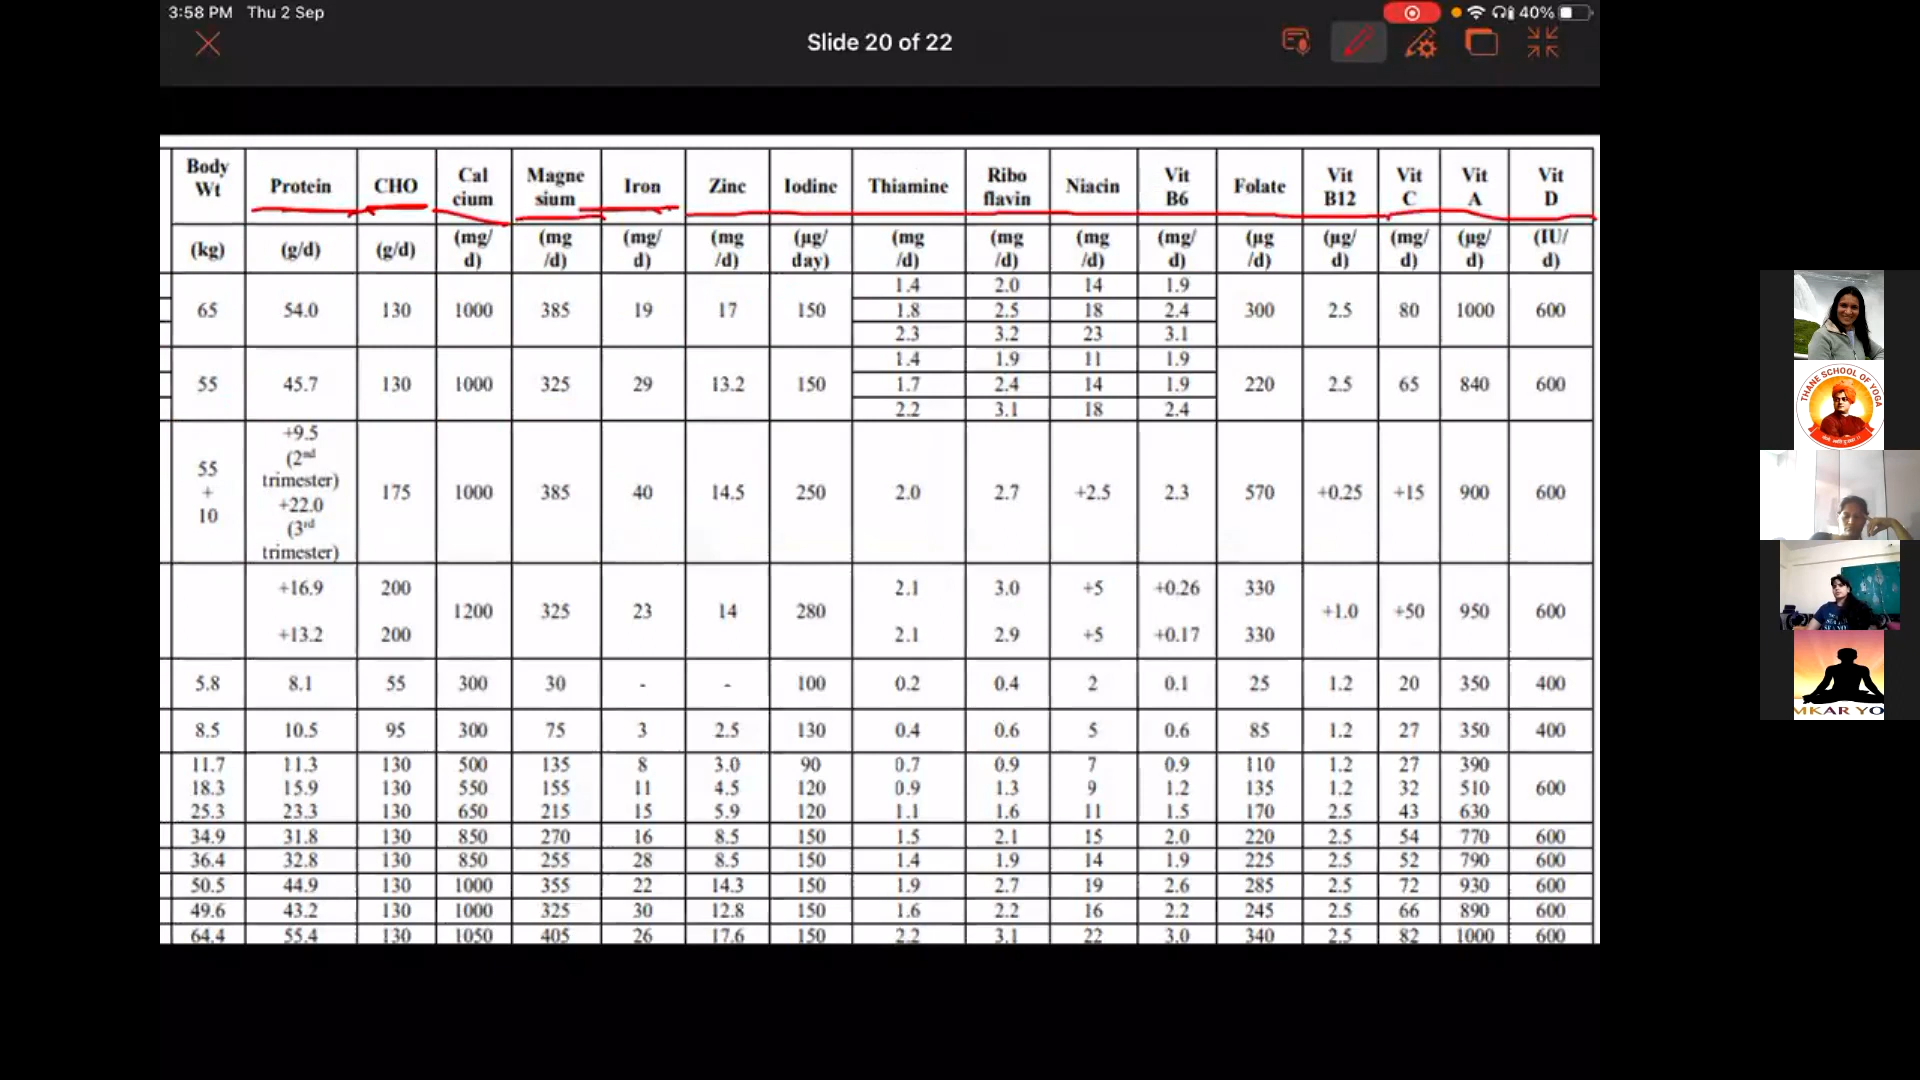 3:58 PM Thu 2 Sep
40%
Slide 20 of 22
Body Wt Protein CHO Cal cium Magne sium Iron Zinc Iodine Thiamine Ribo flavin Niacin Vit B6 Folate Vit B12 Vit C Vit A Vit D
(kg) (g/d) (g/d) (mg/ d) (mg /d) (mg/ d) (mg /d) (µg/ day) (mg /d) (mg /d) (mg /d) (mg/ d) (µg /d) (µg/ d) (mg/ d) (µg/ d) (IU/ d)
1.4 2.0 14 1.9
65 54.0 130 1000 385 19 17 150 1.8 2.5 18 2.4 300 2.5 80 1000 600
2.3 3.2 23 3.1
1.4 1.9 11 1.9
55 45.7 130 1000 325 29 13.2 150 1.7 2.4 14 1.9 220 2.5 65 840 600
2.2 3.1 18 2.4
55 + 10 +9.5 (2nd trimester) +22.0 (3rd trimester) 175 1000 385 40 14.5 250 2.0 2.7 +2.5 2.3 570 +0.25 +15 900 600
+16.9 200 2.1 3.0 +5 +0.26 330
1200 325 23 14 280 +1.0 +50 950 600
+13.2 200 2.1 2.9 +5 +0.17 330
5.8 8.1 55 300 30 - - 100 0.2 0.4 2 0.1 25 1.2 20 350 400
8.5 10.5 95 300 75 3 2.5 130 0.4 0.6 5 0.6 85 1.2 27 350 400
11.7 11.3 130 500 135 8 3.0 90 0.7 0.9 7 0.9 110 1.2 27 390
18.3 15.9 130 550 155 11 4.5 120 0.9 1.3 9 1.2 135 1.2 32 510 600
25.3 23.3 130 650 215 15 5.9 120 1.1 1.6 11 1.5 170 2.5 43 630
34.9 31.8 130 850 270 16 8.5 150 1.5 2.1 15 2.0 220 2.5 54 770 600
36.4 32.8 130 850 255 28 8.5 150 1.4 1.9 14 1.9 225 2.5 52 790 600
50.5 44.9 130 1000 355 22 14.3 150 1.9 2.7 19 2.6 285 2.5 72 930 600
49.6 43.2 130 1000 325 30 12.8 150 1.6 2.2 16 2.2 245 2.5 66 890 600
64.4 55.4 130 1050 405 26 17.6 150 2.2 3.1 22 3.0 340 2.5 82 1000 600
THANE SCHOOL OF YOGA
MKAR YO